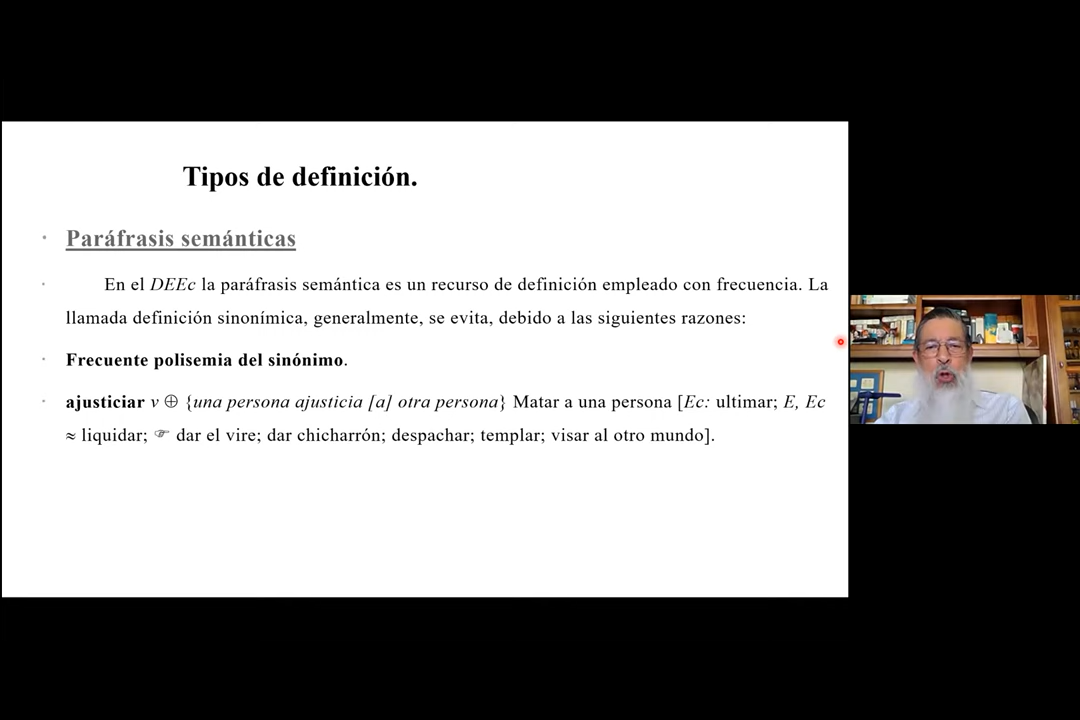 Tipos de definición.
• Paráfrasis semánticas
• En el DEEc la paráfrasis semántica es un recurso de definición empleado con frecuencia. La
llamada definición sinonímica, generalmente, se evita, debido a las siguientes razones:
• Frecuente polisemia del sinónimo.
• ajusticiar v ⊕ {una persona ajusticia [a] otra persona} Matar a una persona [Ec: ultimar; E, Ec
≈ liquidar; ☞ dar el vire; dar chicharrón; despachar; templar; visar al otro mundo].